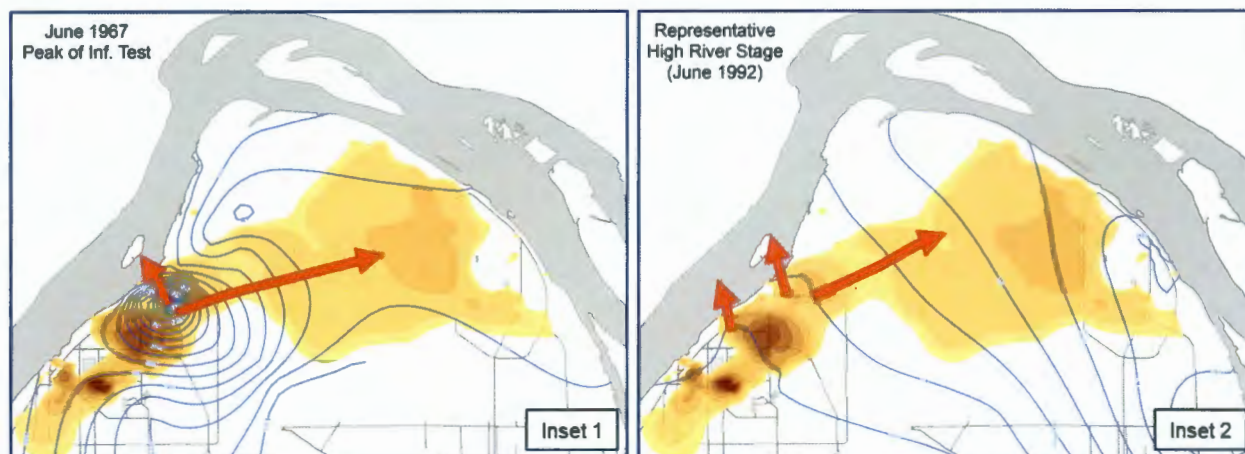 June 1967
Peak of Inf. Test
Inset 1
Representative
High River Stage
(June 1992)
Inset 2